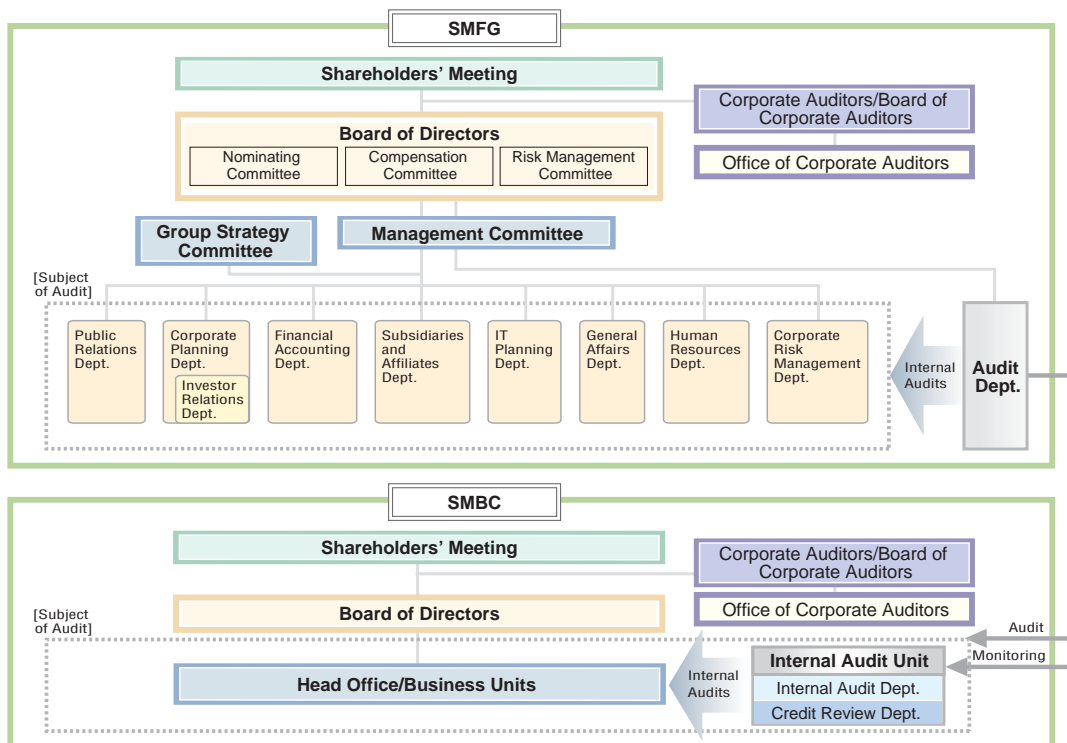 SMFG
Shareholders' Meeting
Corporate Auditors/Board of
Corporate Auditors
Board of Directors
Nominating
Committee
Compensation
Committee
Risk Management
Committee
Office of Corporate Auditors
Group Strategy
Committee
Management Committee
[Subject
of Audit]
Public
Relations
Dept.
Corporate
Planning
Dept.
Investor
Relations
Dept.
Financial
Accounting
Dept.
Subsidiaries
and
Affiliates
Dept.
IT
Planning
Dept.
General
Affairs
Dept.
Human
Resources
Dept.
Corporate
Risk
Management
Dept.
Internal
Audits
Audit
Dept.
SMBC
Shareholders' Meeting
Corporate Auditors/Board of
Corporate Auditors
Board of Directors
Office of Corporate Auditors
[Subject
of Audit]
Audit
Monitoring
Head Office/Business Units
Internal
Audits
Internal Audit Unit
Internal Audit Dept.
Credit Review Dept.